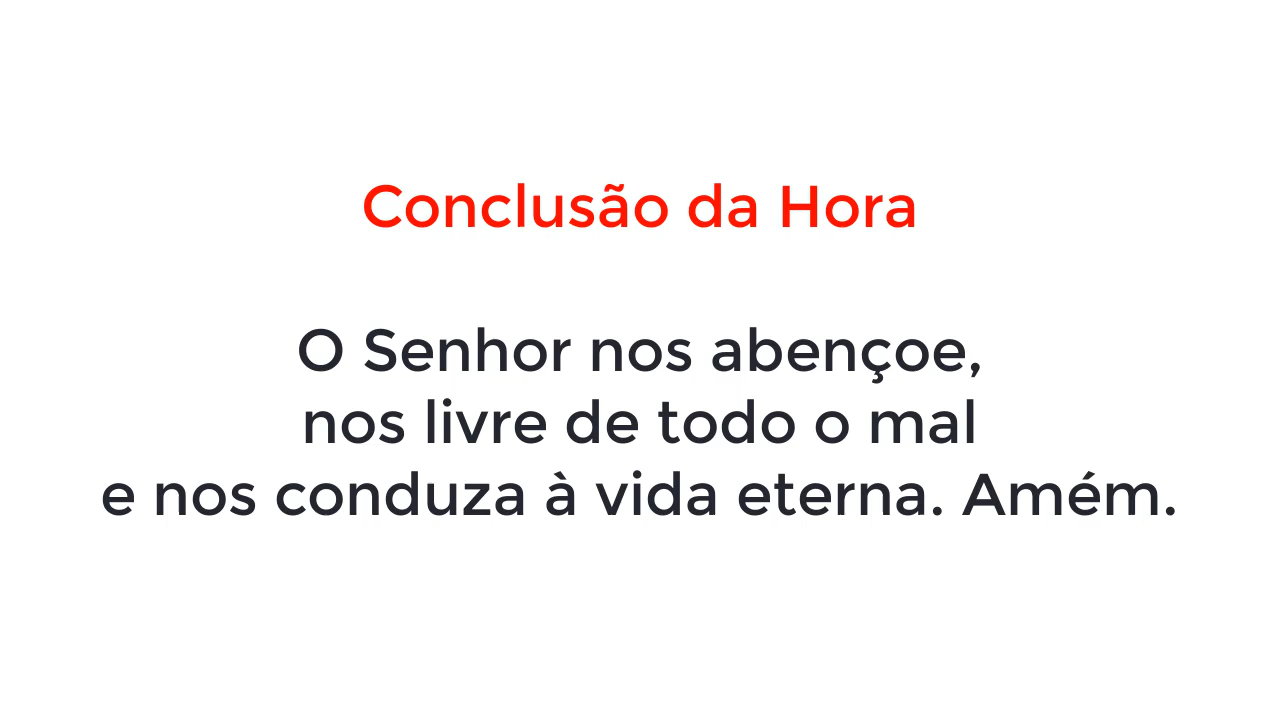 Conclusão da Hora
O Senhor nos abençoe,
nos livre de todo o mal
e nos conduza à vida eterna. Amém.